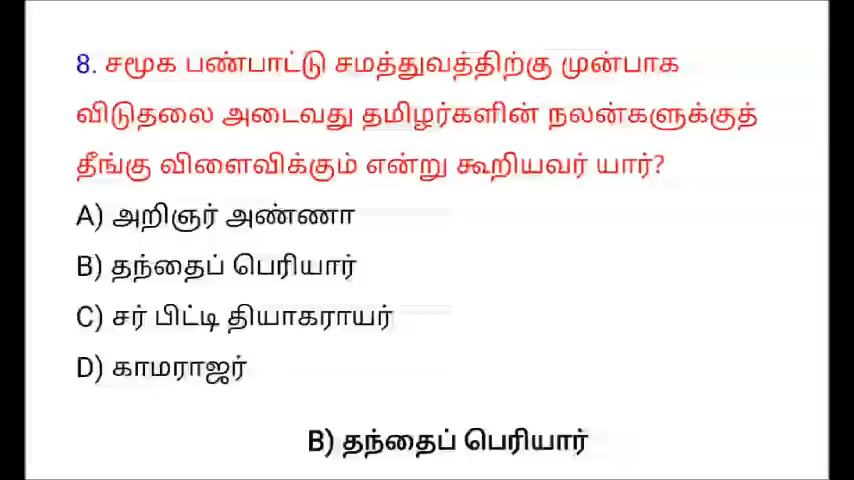 8. சமூக பண்பாட்டு சமத்துவத்திற்கு முன்பாக
விடுதலை அடைவது தமிழர்களின் நலன்களுக்குத்
தீங்கு விளைவிக்கும் என்று கூறியவர் யார்?
A) அறிஞர் அண்ணா
B) தந்தைப் பெரியார்
C) சர் பிட்டி தியாகராயர்
D) காமராஜர்
B) தந்தைப் பெரியார்